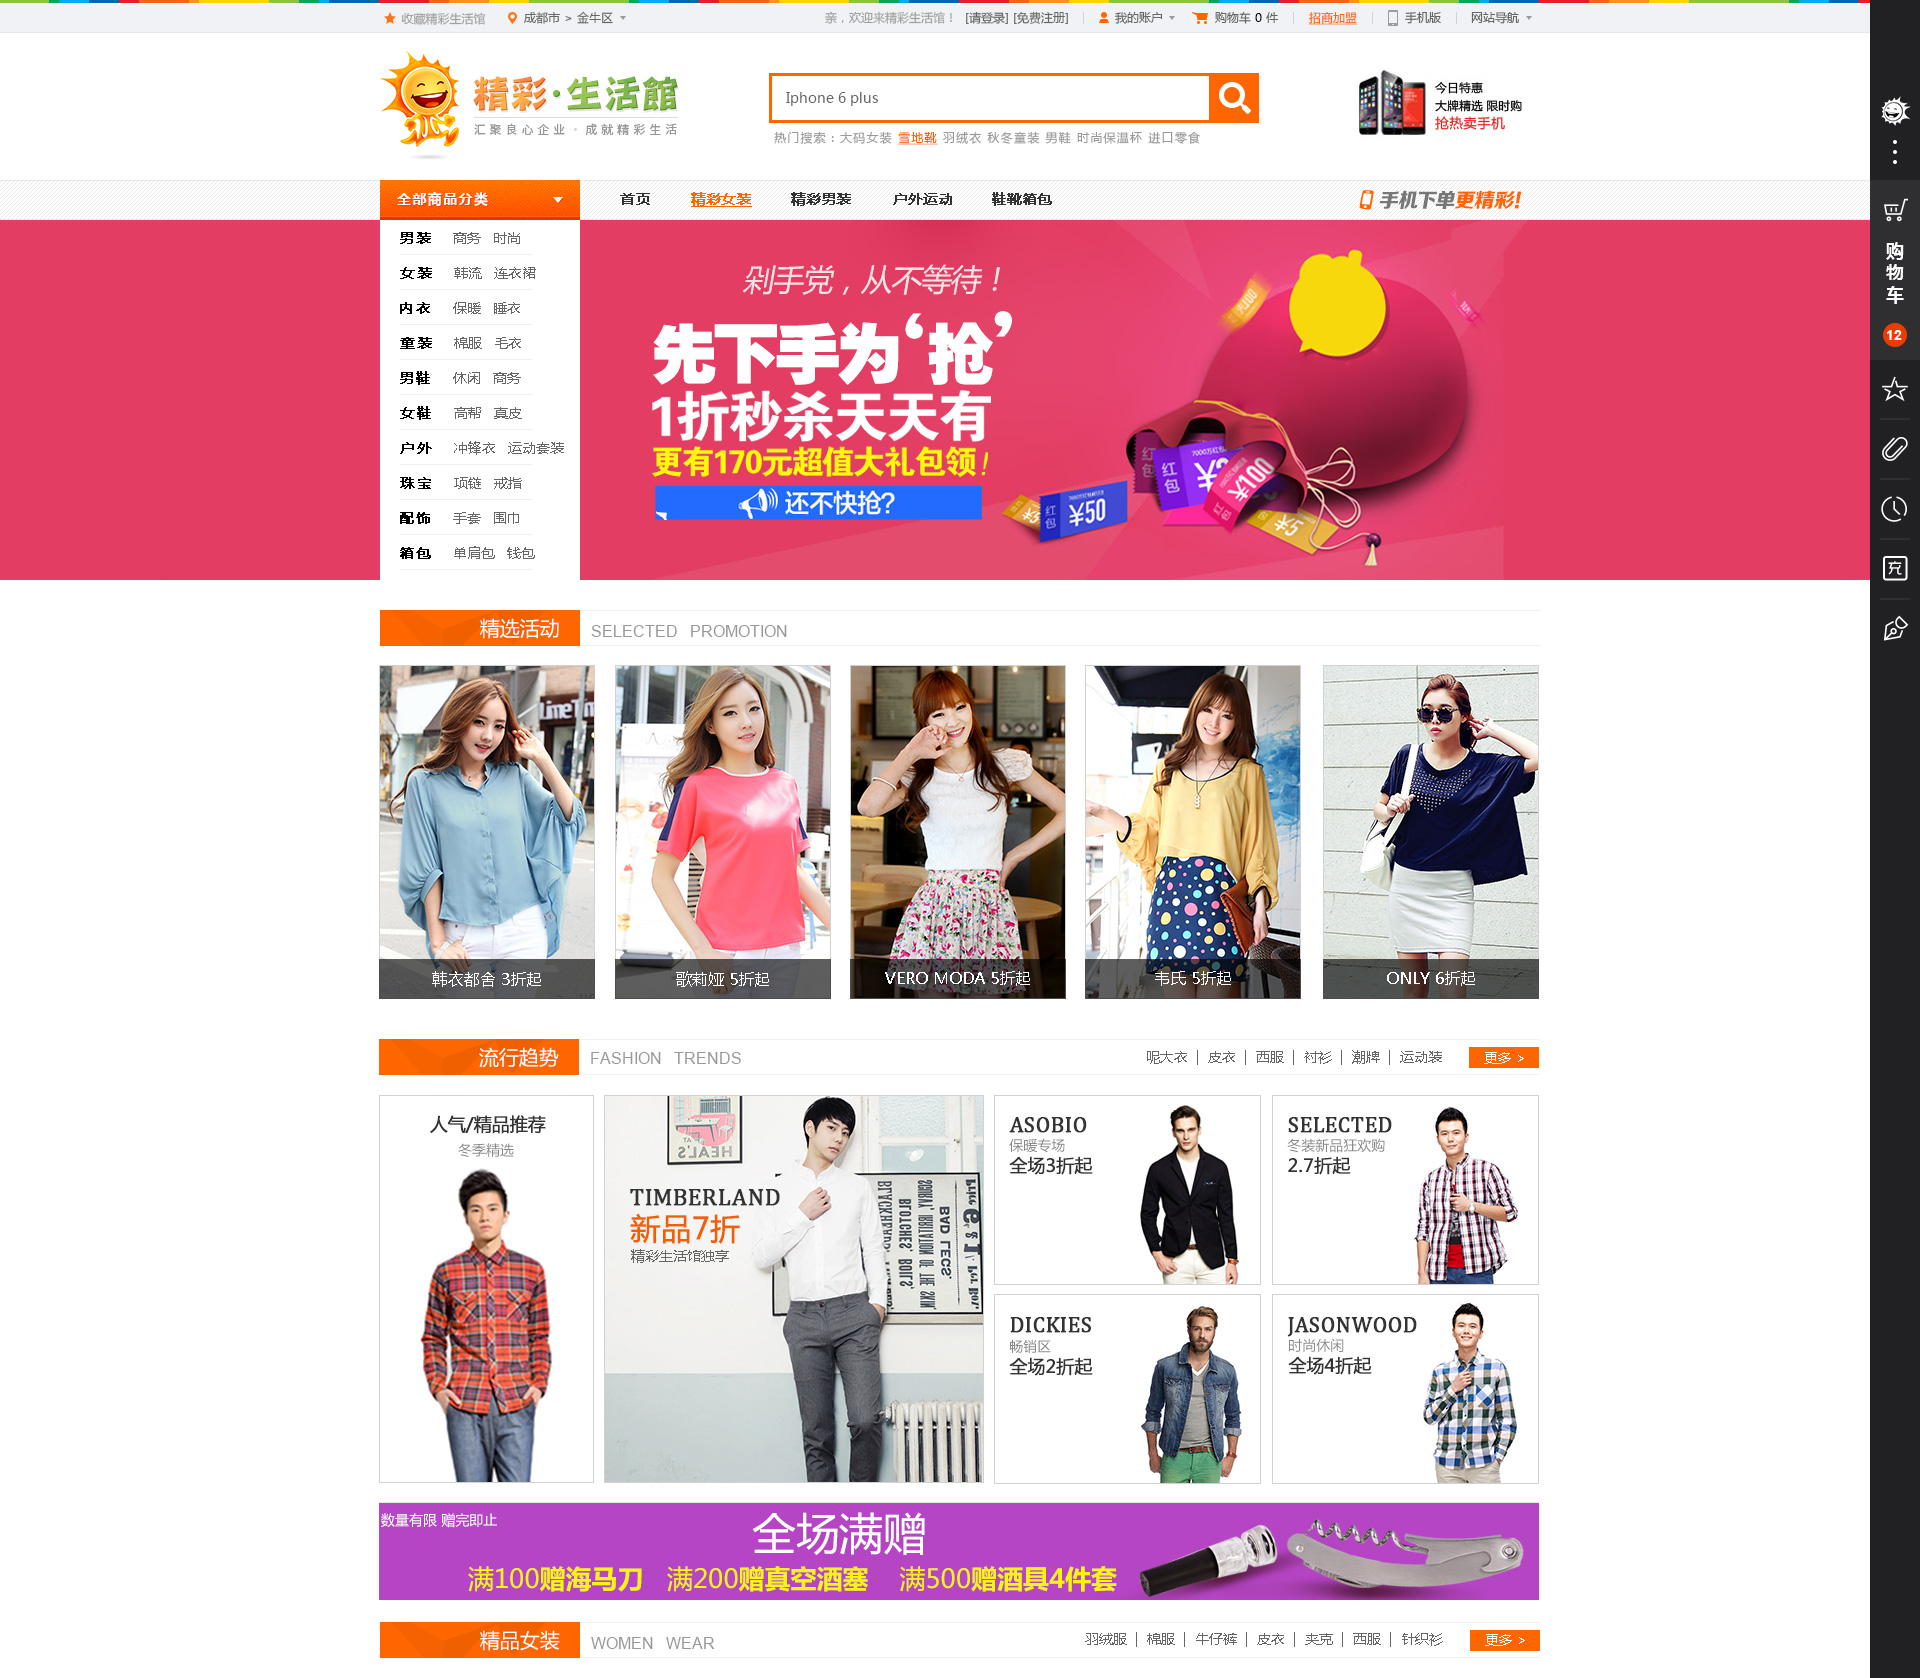 收藏精彩生活馆 成都市 > 金牛区 亲，欢迎来精彩生活馆！ [请登录] [免费注册] 我的账户 购物车 0 件 招商加盟 手机版 网站导航
精彩·生活館
汇聚良心企业 · 成就精彩生活
Iphone 6 plus
热门搜索：大码女装 雪地靴 羽绒衣 秋冬童装 男鞋 时尚保温杯 进口零食
今日特惠
大牌精选 限时购
抢热卖手机
全部商品分类 首页 精彩女装 精彩男装 户外运动 鞋靴箱包 手机下单更精彩!
男装 商务 时尚
女装 韩流 连衣裙
内衣 保暖 睡衣
童装 棉服 毛衣
男鞋 休闲 商务
女鞋 高帮 真皮
户外 冲锋衣 运动套装
珠宝 项链 戒指
配饰 手套 围巾
箱包 单肩包 钱包
剁手党，从不等待！
先下手为‘抢’
1折秒杀天天有
更有170元超值大礼包领！
还不快抢?
红包 ¥50
红包
7000万红包
购物车
12
充
精选活动 SELECTED PROMOTION
LimeTim
韩衣都舍 3折起
歌莉娅 5折起
VERO MODA 5折起
韦氏 5折起
ONLY 6折起
流行趋势 FASHION TRENDS 呢大衣 | 皮衣 | 西服 | 衬衫 | 潮牌 | 运动装 更多 >
人气/精品推荐
冬季精选
HEAL'S
TIMBERLAND
新品7折
精彩生活馆独享
BAD LEGS.
ASOBIO
保暖专场
全场3折起
SELECTED
冬装新品狂欢购
2.7折起
DICKIES
畅销区
全场2折起
JASONWOOD
时尚休闲
全场4折起
数量有限 赠完即止
全场满赠
满100赠海马刀 满200赠真空酒塞 满500赠酒具4件套
精品女装 WOMEN WEAR 羽绒服 | 棉服 | 牛仔裤 | 皮衣 | 夹克 | 西服 | 针织衫 更多 >